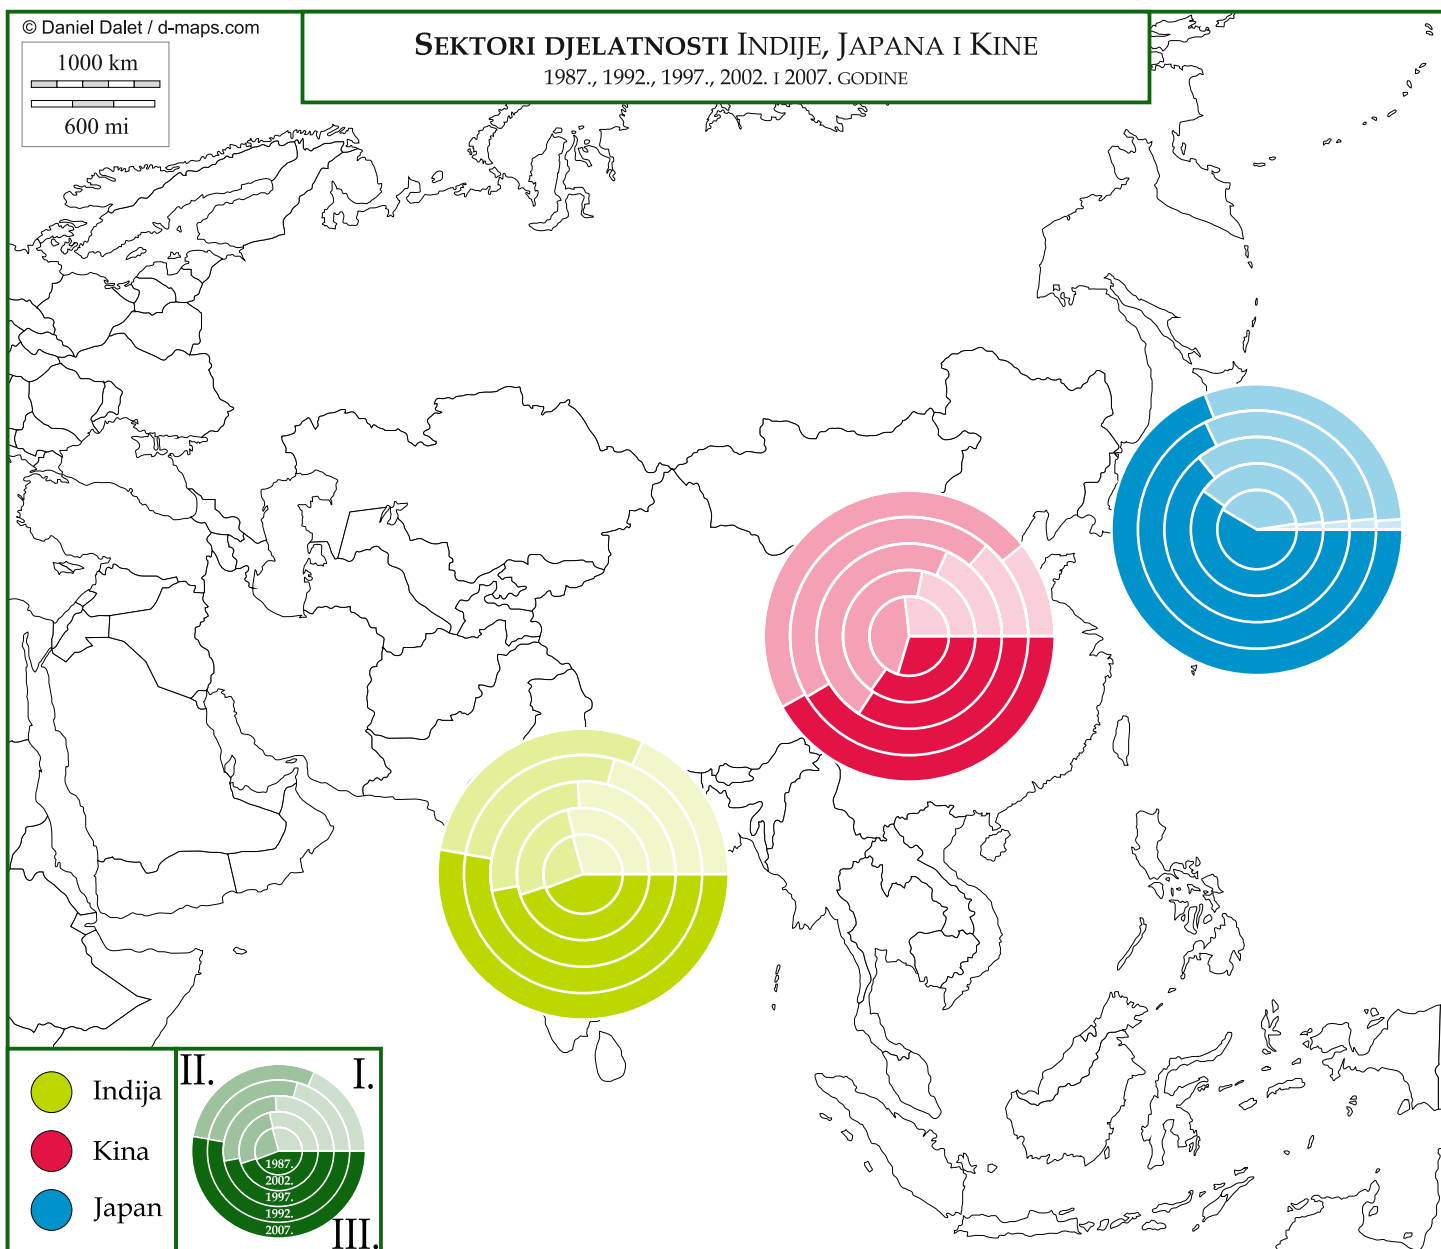 © Daniel Dalet / d-maps.com
1000 km
600 mi
SEKTORI DJELATNOSTI INDIJE, JAPANA I KINE
1987., 1992., 1997., 2002. I 2007. GODINE
Indija
Kina
Japan
II.
I.
1987.
2002.
1997.
1992.
2007.
III.